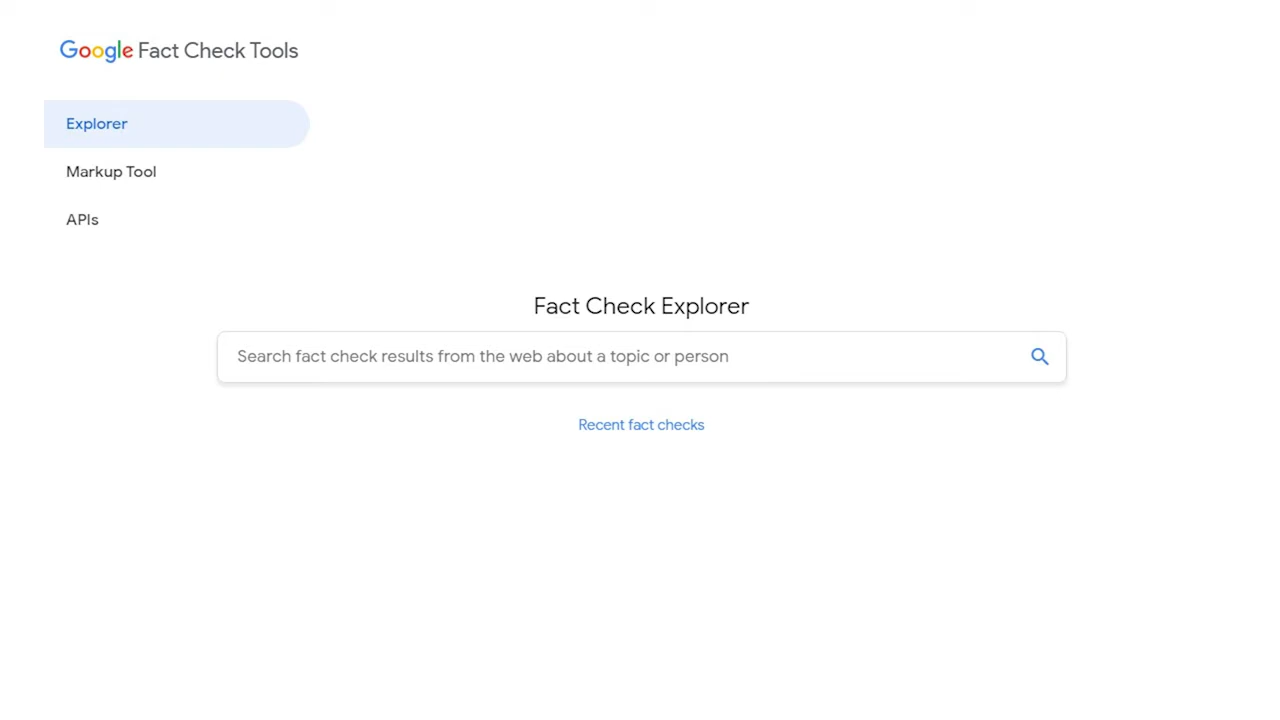 Google Fact Check Tools
Explorer
Markup Tool
APIs
Fact Check Explorer
Search fact check results from the web about a topic or person
Recent fact checks